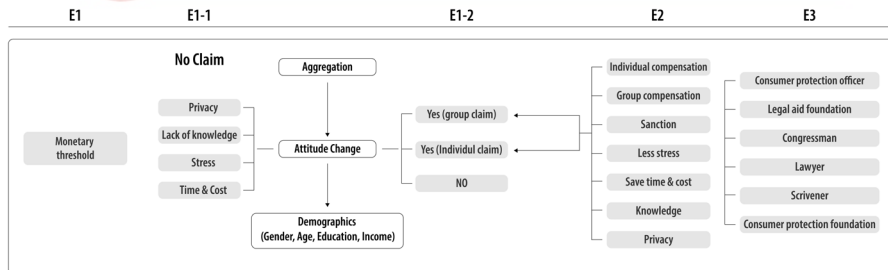 E1
E1-1
E1-2
E2
E3
No Claim
Monetary
threshold
Privacy
Lack of knowledge
Stress
Time & Cost
Aggregation
Attitude Change
Demographics
(Gender, Age, Education, Income)
Yes (group claim)
Yes (Individul claim)
NO
Individual compensation
Group compensation
Sanction
Less stress
Save time & cost
Knowledge
Privacy
Consumer protection officer
Legal aid foundation
Congressman
Lawyer
Scrivener
Consumer protection foundation